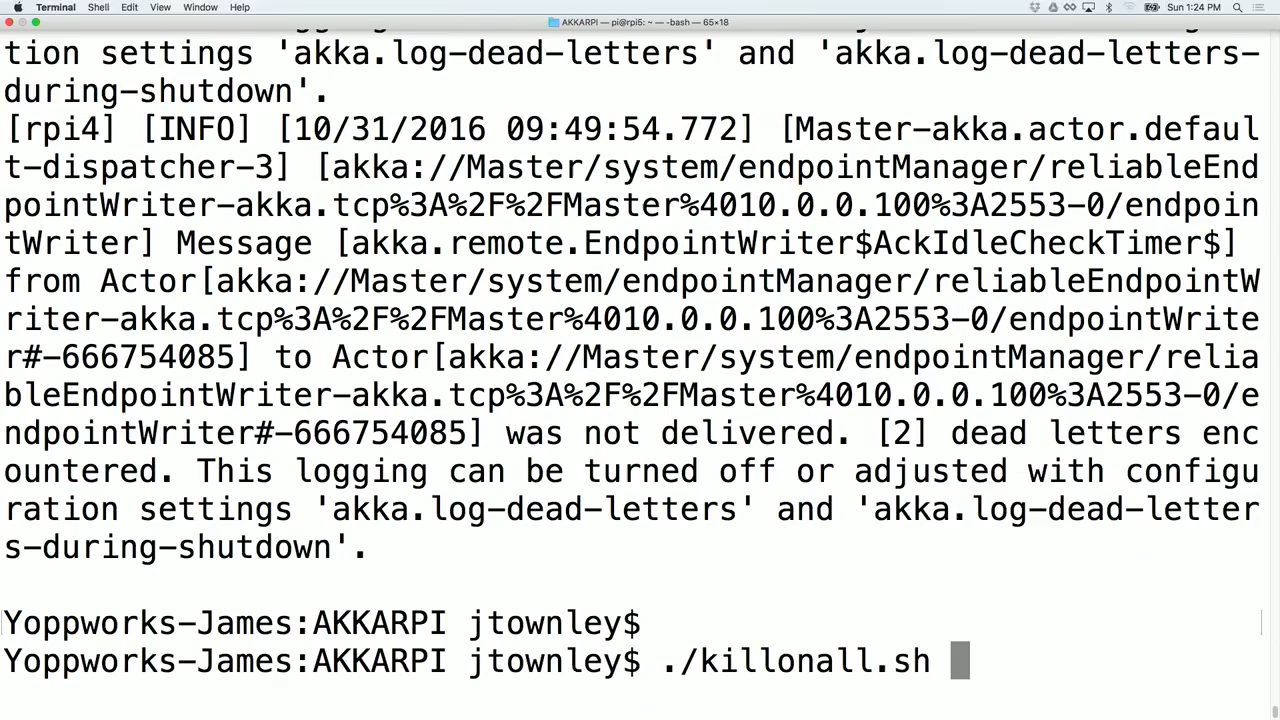 Terminal Shell Edit View Window Help Sun 1:24 PM
AKKARPI — pi@rpi5: ~ — -bash — 65×18
tion settings 'akka.log-dead-letters' and 'akka.log-dead-letters-
during-shutdown'.
[rpi4] [INFO] [10/31/2016 09:49:54.772] [Master-akka.actor.defaul
t-dispatcher-3] [akka://Master/system/endpointManager/reliableEnd
pointWriter-akka.tcp%3A%2F%2FMaster%4010.0.0.100%3A2553-0/endpoin
tWriter] Message [akka.remote.EndpointWriter$AckIdleCheckTimer$]
from Actor[akka://Master/system/endpointManager/reliableEndpointW
riter-akka.tcp%3A%2F%2FMaster%4010.0.0.100%3A2553-0/endpointWrite
r#-666754085] to Actor[akka://Master/system/endpointManager/relia
bleEndpointWriter-akka.tcp%3A%2F%2FMaster%4010.0.0.100%3A2553-0/e
ndpointWriter#-666754085] was not delivered. [2] dead letters enc
ountered. This logging can be turned off or adjusted with configu
ration settings 'akka.log-dead-letters' and 'akka.log-dead-letter
s-during-shutdown'.
Yoppworks-James:AKKARPI jtownley$
Yoppworks-James:AKKARPI jtownley$ ./killonall.sh